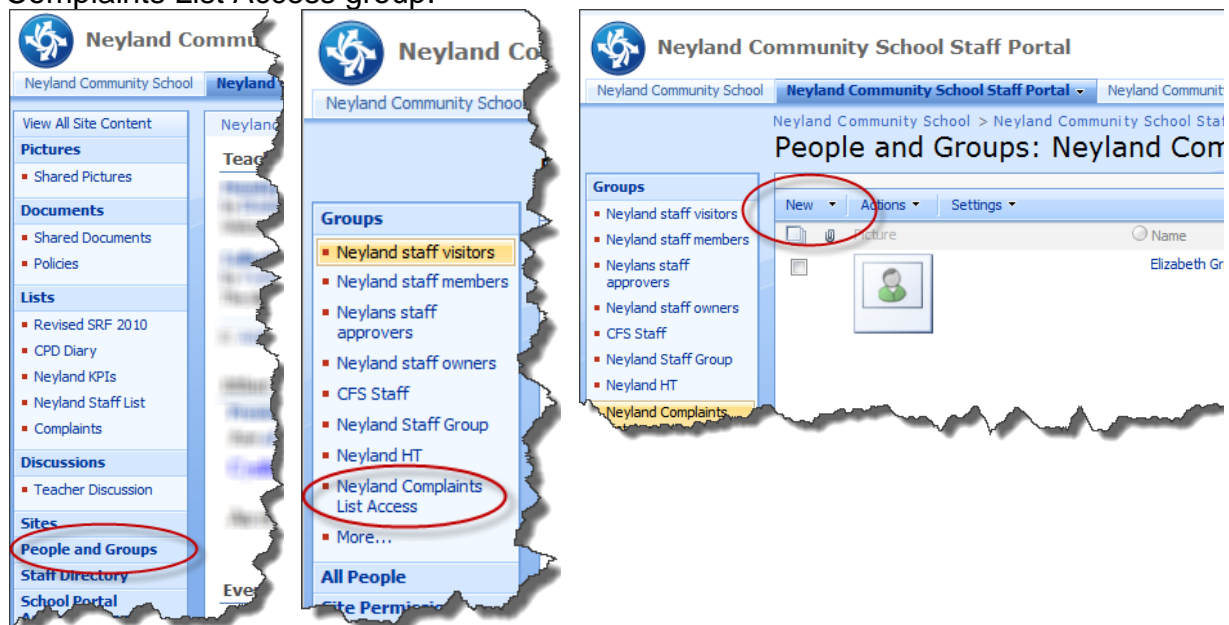 Complaints List Access group.
Neyland Commu
Neyland Community School Neyland
View All Site Content
Neyland
Pictures
Teac
Shared Pictures
Documents
Shared Documents
Policies
Lists
Revised SRF 2010
CPD Diary
Neyland KPIs
Neyland Staff List
Complaints
Discussions
Teacher Discussion
Sites
People and Groups
Staff Directory
Eve
School Portal
Neyland Co
Neyland Community Schoo
Groups
Neyland staff visitors
Neyland staff members
Neylans staff
approvers
Neyland staff owners
CFS Staff
Neyland Staff Group
Neyland HT
Neyland Complaints
List Access
More...
All People
Site Permissio
Neyland Community School Staff Portal
Neyland Community School Neyland Community School Staff Portal Neyland Communit
Neyland Community School > Neyland Community School Staf
People and Groups: Neyland Com
Groups
New Actions Settings
Neyland staff visitors
Picture Name
Neyland staff members
Elizabeth Gr
Neylans staff
approvers
Neyland staff owners
CFS Staff
Neyland Staff Group
Neyland HT
Neyland Complaints